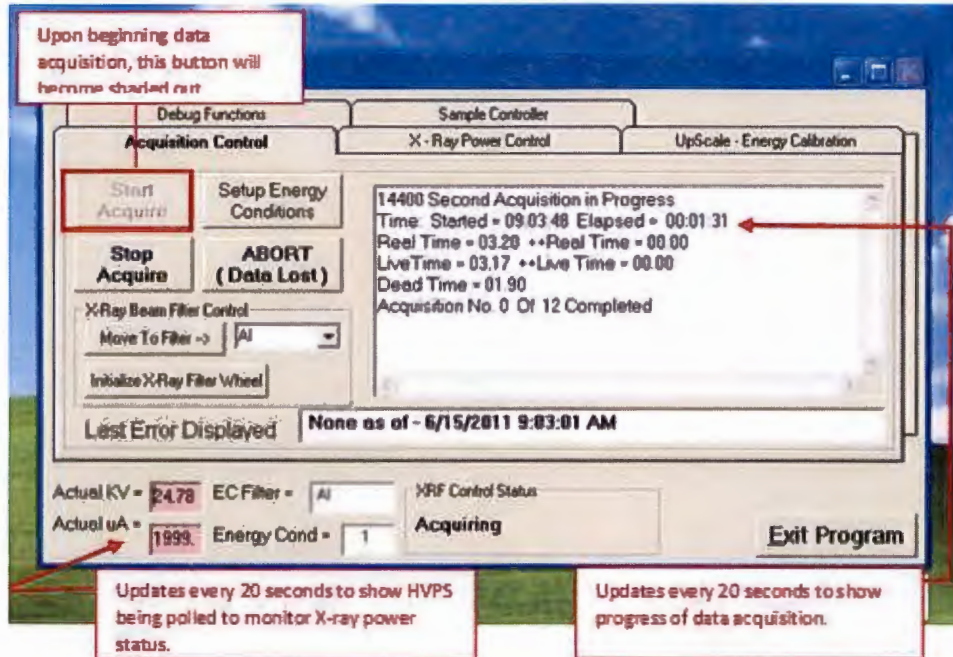 Upon beginning data
acquisition, this button will
become shaded out
Debug Functions
Sample Controller
Acquisition Control
X - Ray Power Control
UpScale - Energy Calibration
Start
Acquire
Setup Energy
Conditions
Stop
Acquire
ABORT
( Data Lost )
X-Ray Beam Filter Control
Move To Filter ->
Al
Initialize X-Ray Filter Wheel
14400 Second Acquisition in Progress
Time: Started = 09:03:48 Elapsed = 00:01:31
Real Time = 03.20 ++Real Time = 00.00
LiveTime = 03.17 ++Live Time = 00.00
Dead Time = 01.90
Acquisition No. 0 Of 12 Completed
Last Error Displayed
None as of - 6/15/2011 9:03:01 AM
Actual KV =
24.78
EC Filter =
Al
XRF Control Status
Actual uA =
1999.
Energy Cond =
1
Acquiring
Exit Program
Updates every 20 seconds to show HVPS
being polled to monitor X-ray power
status.
Updates every 20 seconds to show
progress of data acquisition.